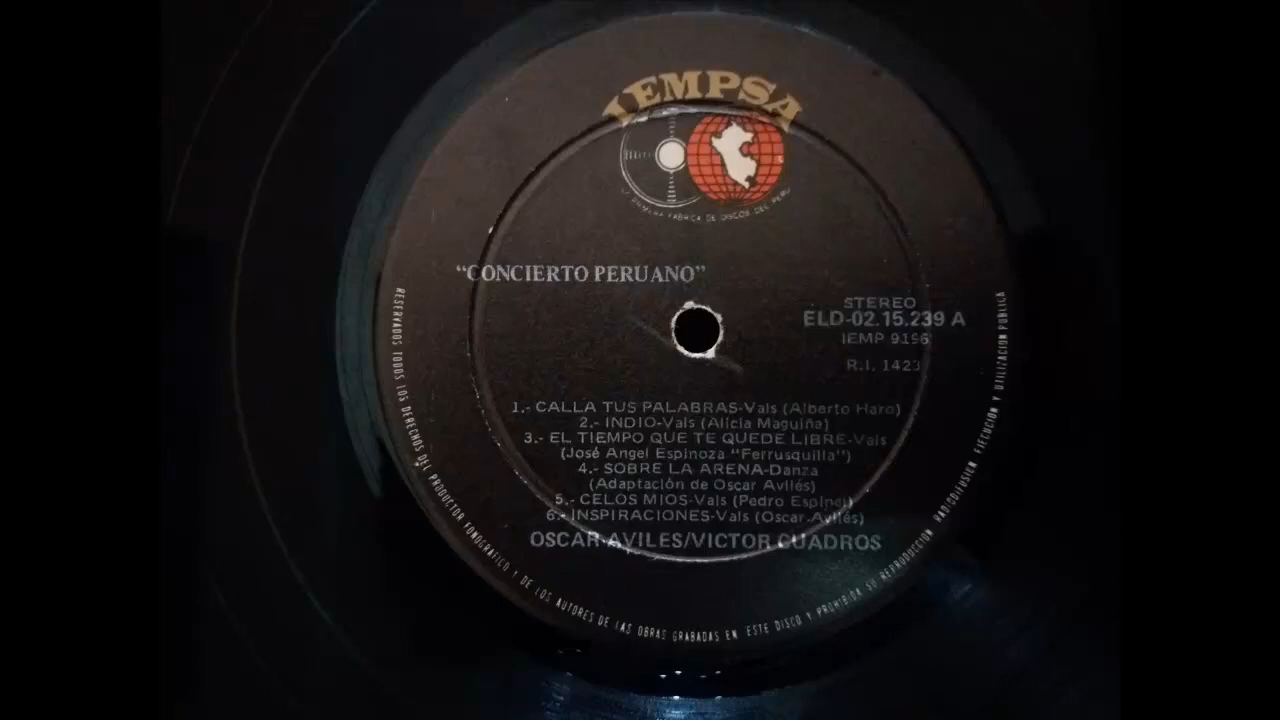 IEMPSA
LA PRIMERA FABRICA DE DISCOS DEL PERU
"CONCIERTO PERUANO"
STEREO
ELD-02.15.239 A
IEMP 9196
R.I. 1423
1.- CALLA TUS PALABRAS-Vals (Alberto Haro)
2.- INDIO-Vals (Alicia Maguiña)
3.- EL TIEMPO QUE TE QUEDE LIBRE-Vals
(José Angel Espinoza "Ferrusquilla")
4.- SOBRE LA ARENA-Danza
(Adaptación de Oscar Avilés)
5.- CELOS MIOS-Vals (Pedro Espinel)
6.- INSPIRACIONES-Vals (Oscar Avilés)
OSCAR AVILES/VICTOR CUADROS
RESERVADOS TODOS LOS DERECHOS DEL PRODUCTOR FONOGRAFICO Y DE LOS AUTORES DE LAS OBRAS GRABADAS EN ESTE DISCO Y PROHIBIDA SU REPRODUCCION RADIODIFUSION EJECUCION Y UTILIZACION PUBLICA